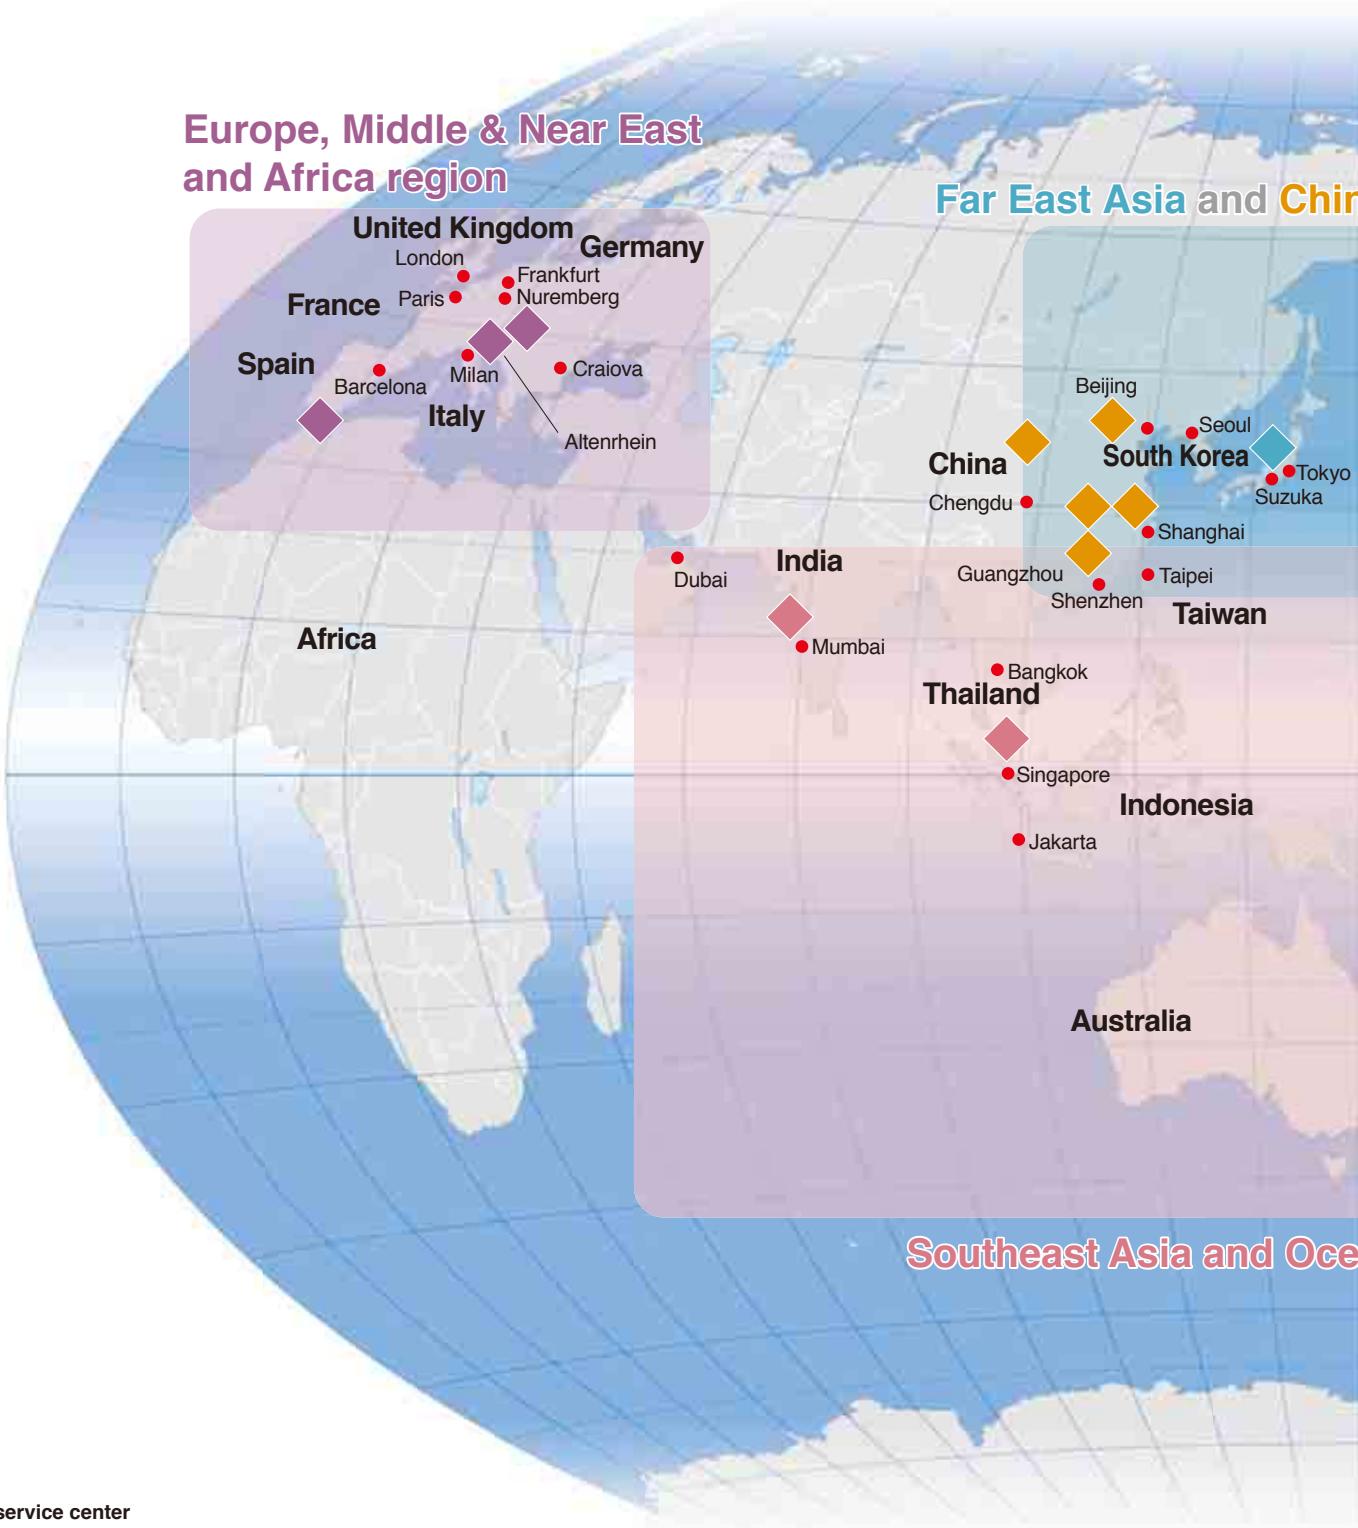 Europe, Middle & Near East
and Africa region
Far East Asia and Chin
United Kingdom
Germany
London
Frankfurt
France
Paris
Nuremberg
Spain
Barcelona
Milan
Craiova
Italy
Altenrhein
Beijing
Seoul
China
South Korea
Tokyo
Chengdu
Suzuka
Shanghai
India
Dubai
Guangzhou
Taipei
Shenzhen
Taiwan
Africa
Mumbai
Bangkok
Thailand
Singapore
Indonesia
Jakarta
Australia
Southeast Asia and Oce
service center